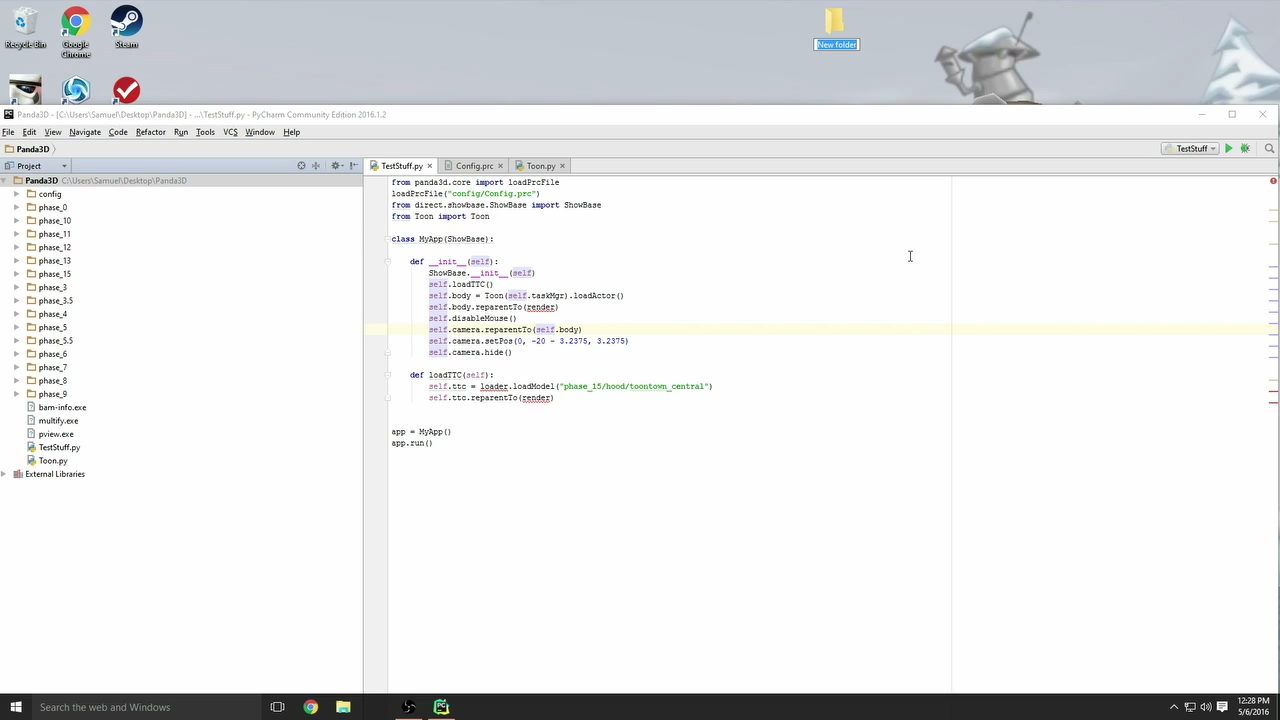 Recycle Bin
Google Chrome
Steam
New folder
Panda3D - [C:\Users\Samuel\Desktop\Panda3D] - ...\TestStuff.py - PyCharm Community Edition 2016.1.2
File Edit View Navigate Code Refactor Run Tools VCS Window Help
Panda3D
TestStuff
Project
TestStuff.py
Config.prc
Toon.py
Panda3D C:\Users\Samuel\Desktop\Panda3D
config
phase_0
phase_10
phase_11
phase_12
phase_13
phase_15
phase_3
phase_3.5
phase_4
phase_5
phase_5.5
phase_6
phase_7
phase_8
phase_9
bam-info.exe
multify.exe
pview.exe
TestStuff.py
Toon.py
External Libraries
from panda3d.core import loadPrcFile
loadPrcFile("config/Config.prc")
from direct.showbase.ShowBase import ShowBase
from Toon import Toon
class MyApp(ShowBase):
def __init__(self):
ShowBase.__init__(self)
self.loadTTC()
self.body = Toon(self.taskMgr).loadActor()
self.body.reparentTo(render)
self.disableMouse()
self.camera.reparentTo(self.body)
self.camera.setPos(0, -20 - 3.2375, 3.2375)
self.camera.hide()
def loadTTC(self):
self.ttc = loader.loadModel("phase_15/hood/toontown_central")
self.ttc.reparentTo(render)
app = MyApp()
app.run()
Search the web and Windows
PC
12:28 PM
5/6/2016